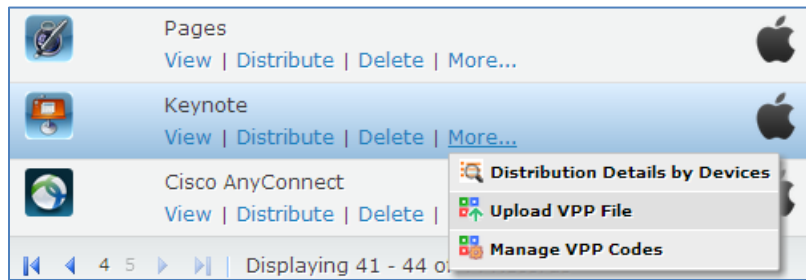 Pages
View | Distribute | Delete | More...
Keynote
View | Distribute | Delete | More...
Distribution Details by Devices
Cisco AnyConnect
View | Distribute | Delete |
Upload VPP File
Manage VPP Codes
4 5 | Displaying 41 - 44